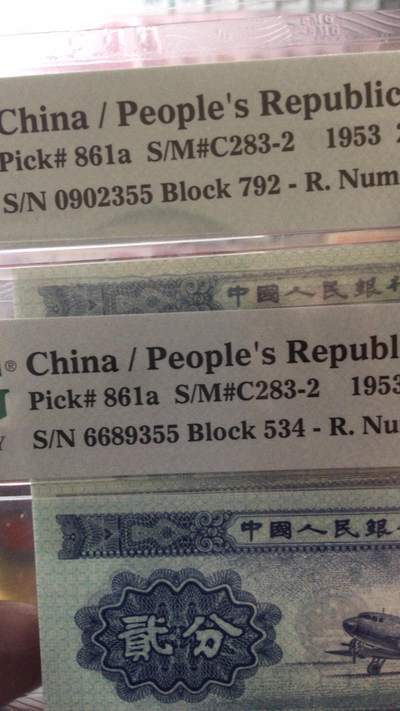 China / People's Republic
Pick# 861a S/M#C283-2 1953
S/N 0902355 Block 792 - R. Num
中國人民銀
® China / People's Republ
Pick# 861a S/M#C283-2 1953
S/N 6689355 Block 534 - R. Nu
中國人民銀
貳分